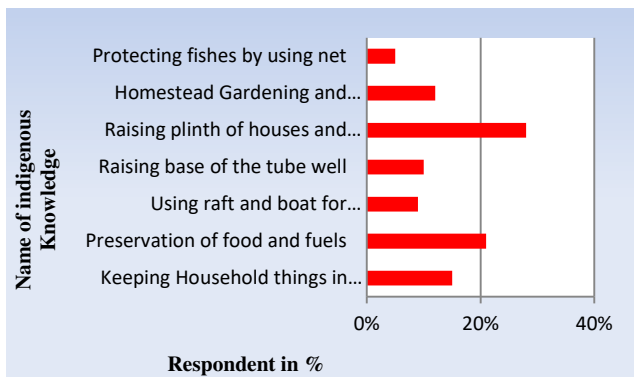 Name of indigenous
Knowledge
Protecting fishes by using net
Homestead Gardening and...
Raising plinth of houses and...
Raising base of the tube well
Using raft and boat for...
Preservation of food and fuels
Keeping Household things in...
0% 20% 40%
Respondent in %